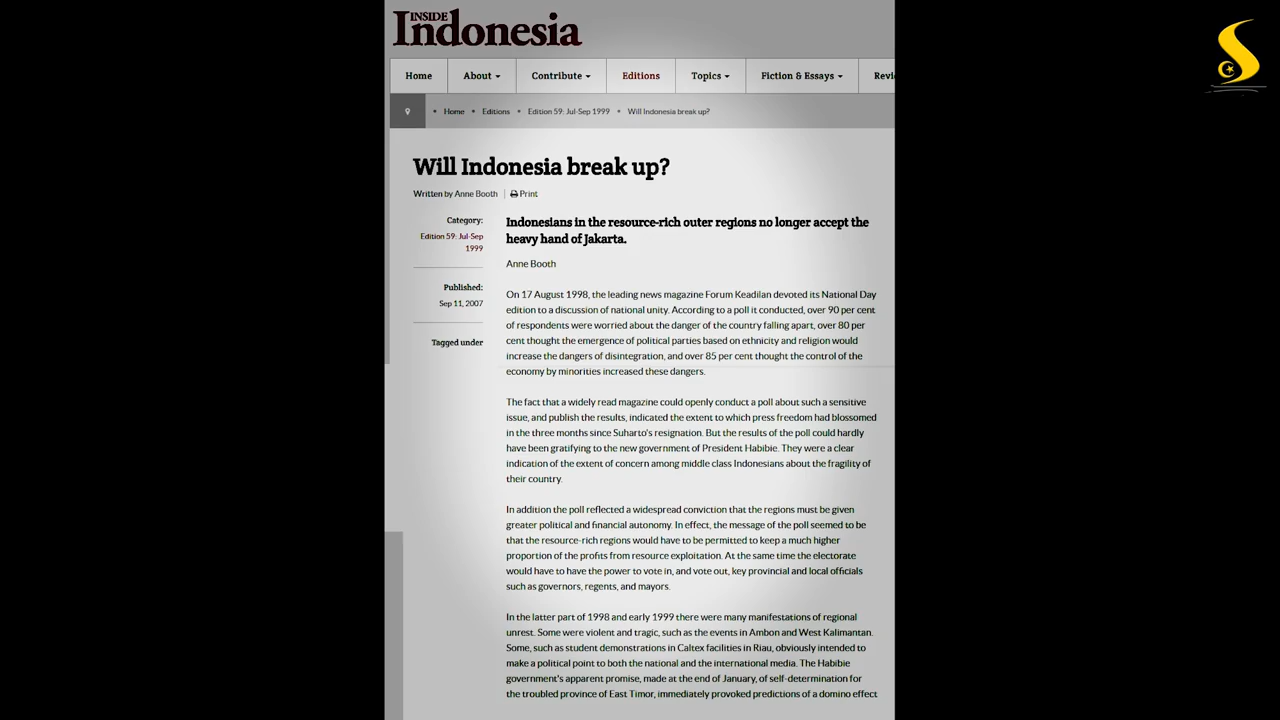 INSIDE
Indonesia
Home About Contribute Editions Topics Fiction & Essays
Home Editions Edition 59: Jul-Sep 1999 Will Indonesia break up?
Will Indonesia break up?
Written by Anne Booth Print
Category:
Edition 59: Jul-Sep
1999
Published:
Sep 11, 2007
Tagged under
Indonesians in the resource-rich outer regions no longer accept the
heavy hand of Jakarta.
Anne Booth
On 17 August 1998, the leading news magazine Forum Keadilan devoted its National Day
edition to a discussion of national unity. According to a poll it conducted, over 90 per cent
of respondents were worried about the danger of the country falling apart, over 80 per
cent thought the emergence of political parties based on ethnicity and religion would
increase the dangers of disintegration, and over 85 per cent thought the control of the
economy by minorities increased these dangers.
The fact that a widely read magazine could openly conduct a poll about such a sensitive
issue, and publish the results, indicated the extent to which press freedom had blossomed
in the three months since Suharto's resignation. But the results of the poll could hardly
have been gratifying to the new government of President Habibie. They were a clear
indication of the extent of concern among middle class Indonesians about the fragility of
their country.
In addition the poll reflected a widespread conviction that the regions must be given
greater political and financial autonomy. In effect, the message of the poll seemed to be
that the resource-rich regions would have to be permitted to keep a much higher
proportion of the profits from resource exploitation. At the same time the electorate
would have to have the power to vote in, and vote out, key provincial and local officials
such as governors, regents, and mayors.
In the latter part of 1998 and early 1999 there were many manifestations of regional
unrest. Some were violent and tragic, such as the events in Ambon and West Kalimantan.
Some, such as student demonstrations in Caltex facilities in Riau, obviously intended to
make a political point to both the national and the international media. The Habibie
government's apparent promise, made at the end of January, of self-determination for
the troubled province of East Timor, immediately provoked predictions of a domino effect